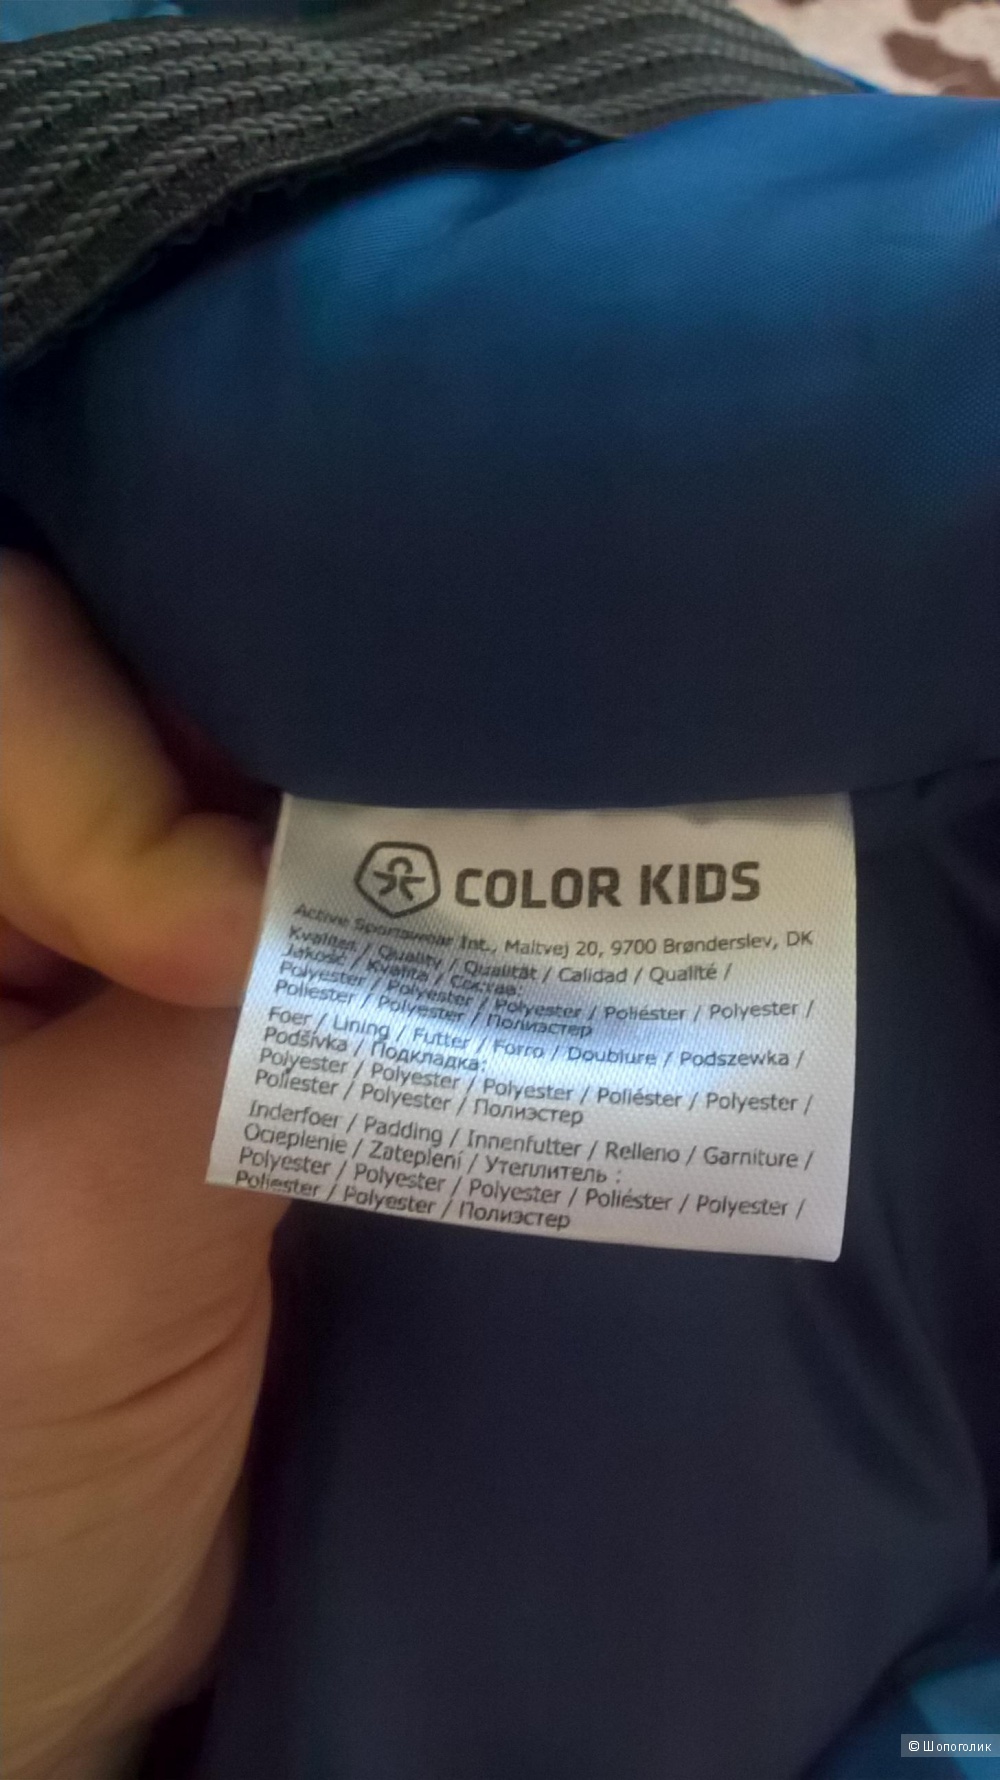 COLOR KIDS
Active Sportswear Int., Maltvej 20, 9700 Brønderslev, DK
Kvalitet / Quality / Qualität / Calidad / Qualité /
Jakość / Kvalita / Состав:
Polyester / Polyester / Polyester / Poliéster / Polyester /
Poliester / Polyester / Полиэстер
Foer / Lining / Futter / Forro / Doublure / Podszewka /
Podšívka / Подкладка:
Polyester / Polyester / Polyester / Poliéster / Polyester /
Poliester / Polyester / Полиэстер
Inderfoer / Padding / Innenfutter / Relleno / Garniture /
Ocieplenie / Zateplení / Утеплитель :
Polyester / Polyester / Polyester / Poliéster / Polyester /
Poliester / Polyester / Полиэстер
© Шопоголик